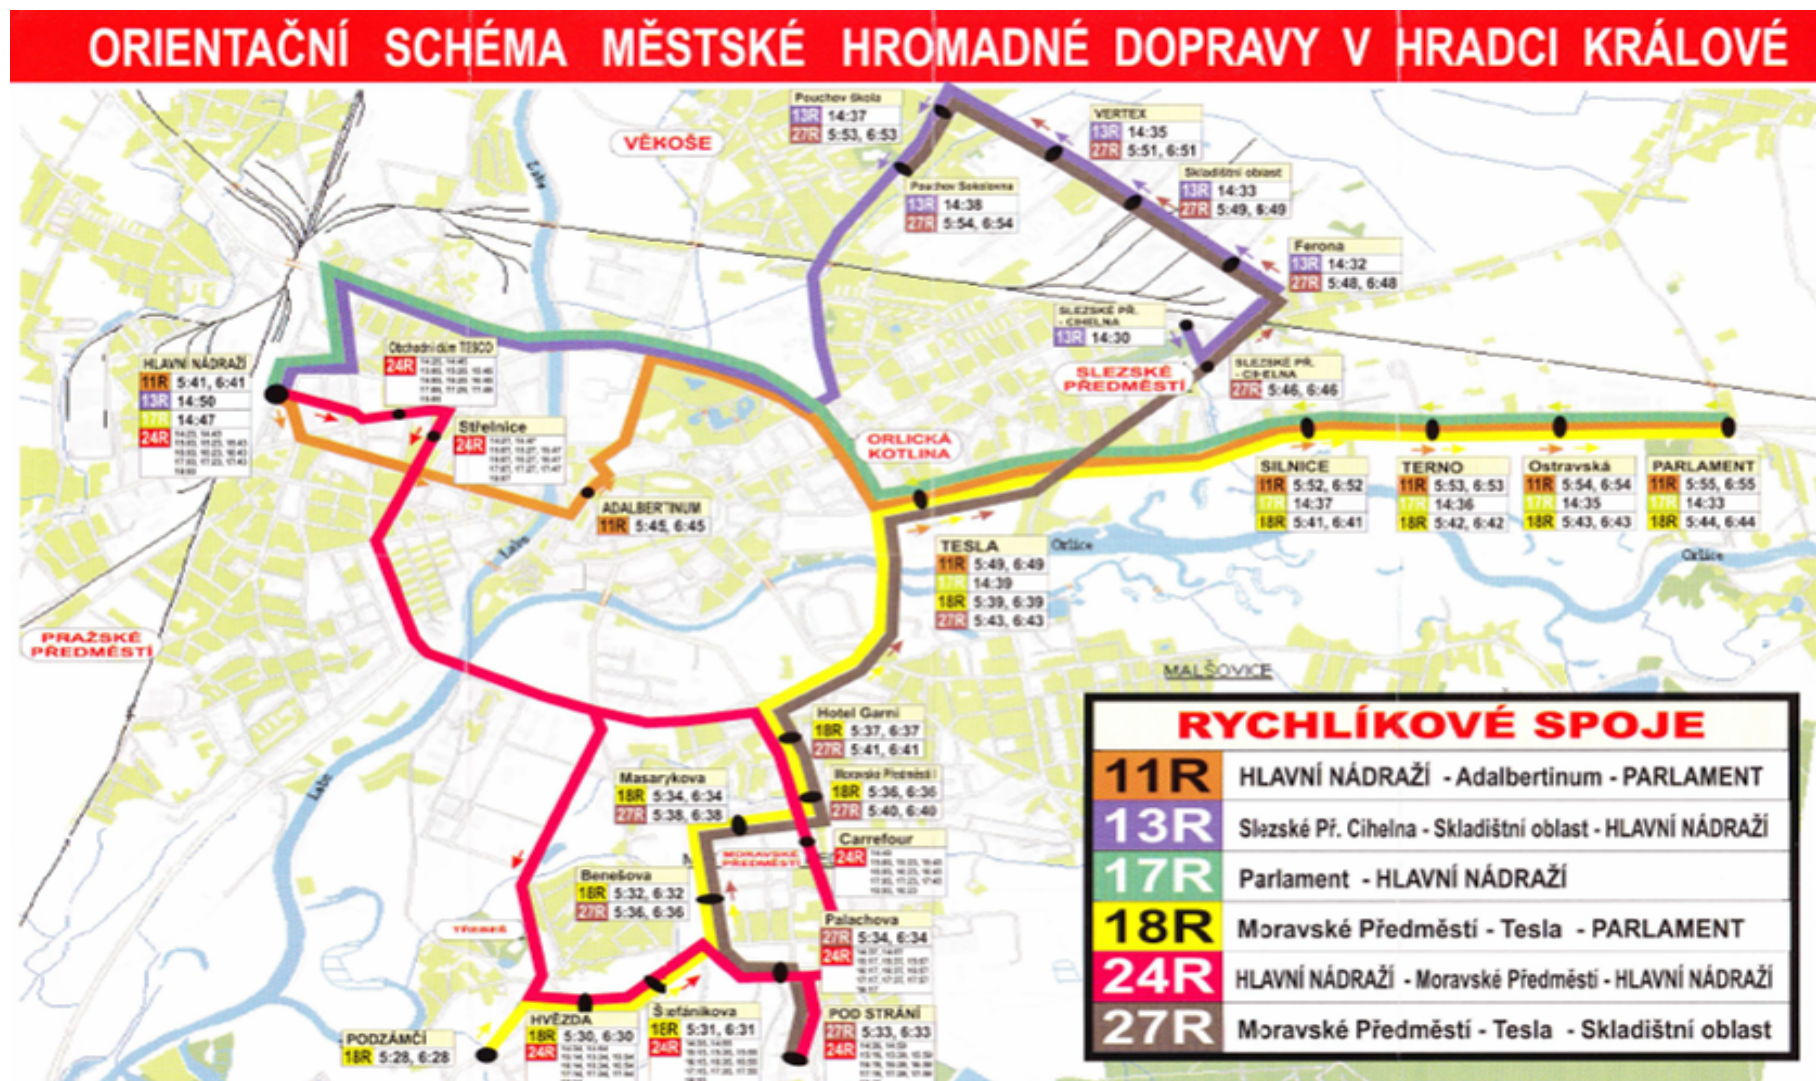 ORIENTAČNÍ SCHÉMA MĚSTSKÉ HROMADNÉ DOPRAVY V HRADCI KRÁLOVÉ
Pouchov škola
13R 14:37
27R 5:53, 6:53
VĚKOŠE
VERTEX
13R 14:35
27R 5:51, 6:51
Labe
Skladištní oblast
13R 14:33
27R 5:49, 6:49
Pouchov Sokolovna
13R 14:38
27R 5:54, 6:54
Ferona
13R 14:32
27R 5:48, 6:48
SLEZSKÉ PŘ.
- CIHELNA
13R 14:30
HLAVNÍ NÁDRAŽÍ
11R 5:41, 6:41
13R 14:50
17R 14:47
24R
Obchodní dům TESCO
24R
SLEZSKÉ
PŘEDMĚSTÍ
SLEZSKÉ PŘ.
- CIHELNA
27R 5:46, 6:46
Střelnice
24R
ORLICKÁ
KOTLINA
SILNICE
11R 5:52, 6:52
17R 14:37
18R 5:41, 6:41
TERNO
11R 5:53, 6:53
17R 14:36
18R 5:42, 6:42
Ostravská
11R 5:54, 6:54
17R 14:35
18R 5:43, 6:43
PARLAMENT
11R 5:55, 6:55
17R 14:33
18R 5:44, 6:44
ADALBERTINUM
11R 5:45, 6:45
Labe
TESLA
11R 5:49, 6:49
17R 14:39
18R 5:39, 6:39
27R 5:43, 6:43
Orlice
Orlice
PRAŽSKÉ
PŘEDMĚSTÍ
MALŠOVICE
Hotel Garni
18R 5:37, 6:37
27R 5:41, 6:41
Labe
Masarykova
18R 5:34, 6:34
27R 5:38, 6:38
Moravské Předměstí I
18R 5:36, 6:36
27R 5:40, 6:40
Carrefour
24R
MORAVSKÉ
PŘEDMĚSTÍ
Benešova
18R 5:32, 6:32
27R 5:36, 6:36
TŘEBEŠ
Palachova
27R 5:34, 6:34
24R
PODZÁMČÍ
18R 5:28, 6:28
HVĚZDA
18R 5:30, 6:30
24R
Štefánikova
18R 5:31, 6:31
24R
POD STRÁNÍ
27R 5:33, 6:33
24R
RYCHLÍKOVÉ SPOJE
11R HLAVNÍ NÁDRAŽÍ - Adalbertinum - PARLAMENT
13R Slezské Př. Cihelna - Skladištní oblast - HLAVNÍ NÁDRAŽÍ
17R Parlament - HLAVNÍ NÁDRAŽÍ
18R Moravské Předměstí - Tesla - PARLAMENT
24R HLAVNÍ NÁDRAŽÍ - Moravské Předměstí - HLAVNÍ NÁDRAŽÍ
27R Moravské Předměstí - Tesla - Skladištní oblast